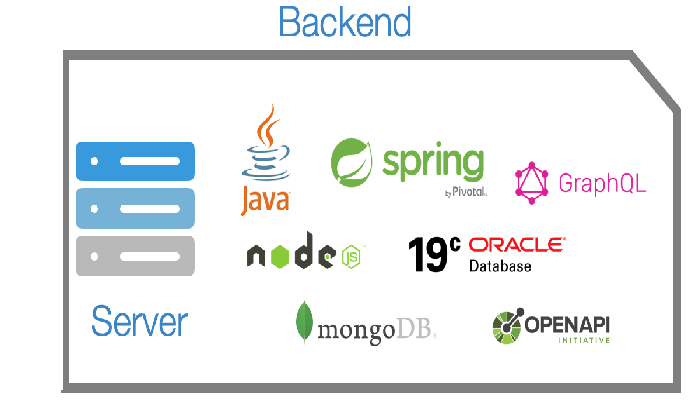 Backend
Java
spring
by Pivotal.
GraphQL
node
JS
19c ORACLE
Database
Server
mongoDB
OPENAPI
INITIATIVE